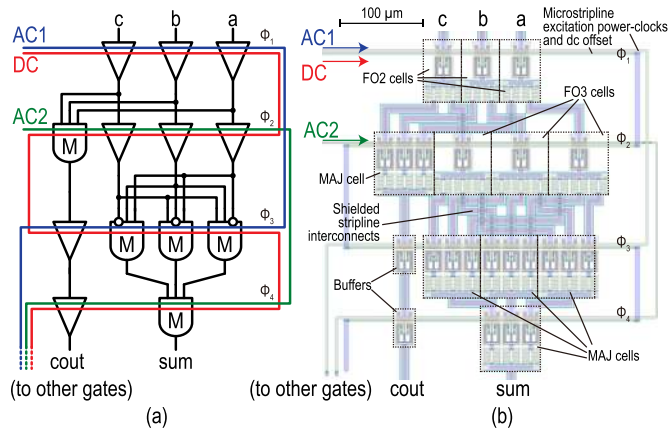 c b a
AC1
DC
Φ1
AC2
Φ2
M
Φ3
M M M
Φ4
M
cout sum
(to other gates)
(a)
100 µm
c b a
Microstripline
excitation power-clocks
and dc offset
AC1
DC
Φ1
FO2 cells
FO3 cells
AC2
Φ2
MAJ cell
Shielded
stripline
interconnects
Φ3
Buffers
Φ4
MAJ cells
(to other gates) cout sum
(b)